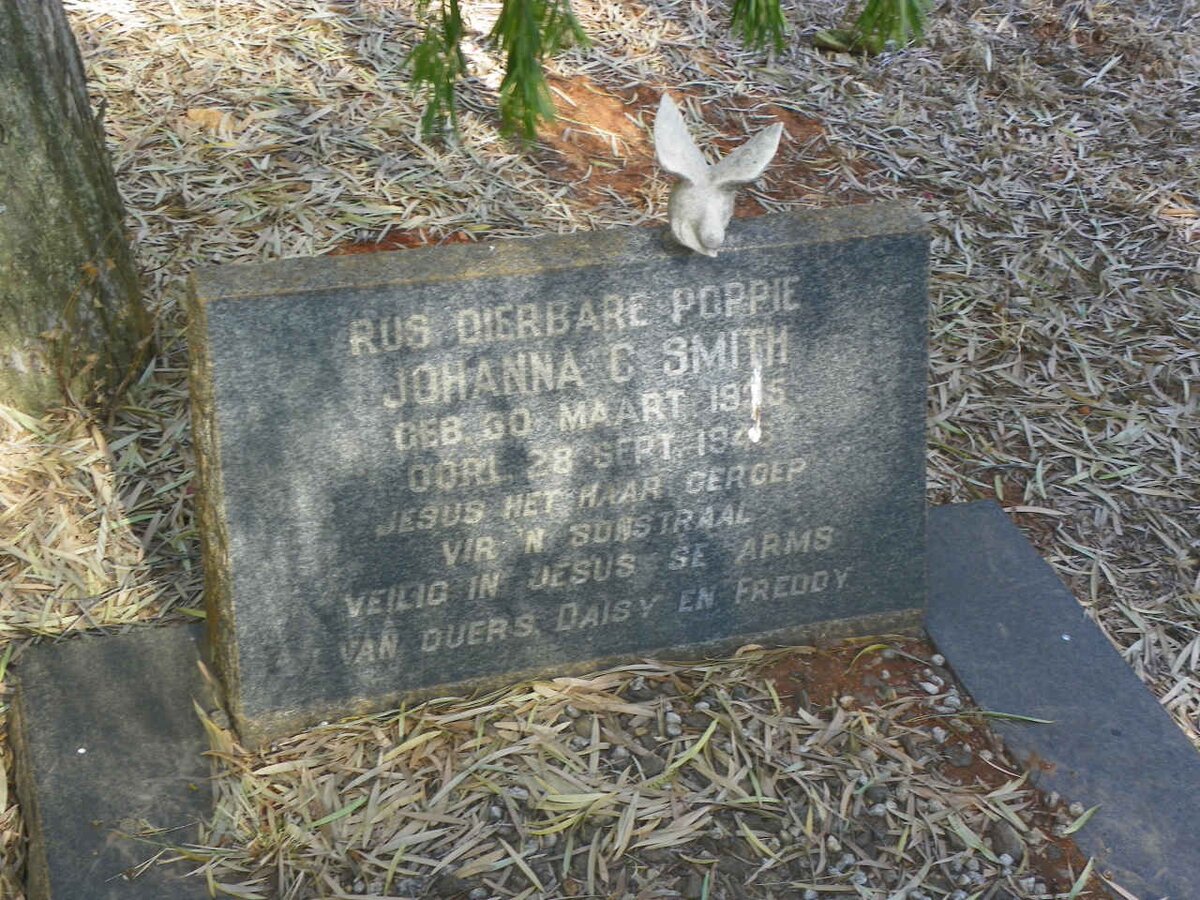 RUS DIERBARE POPPIE
JOHANNA C SMITH
GEB. 30 MAART
OORL. 28 SEPT.
JESUS HET HAAR GEROEP
VIR 'N SONSTRAAL
VEILIG IN JESUS SE ARMS
VAN OUERS, DAISY EN FREDDY